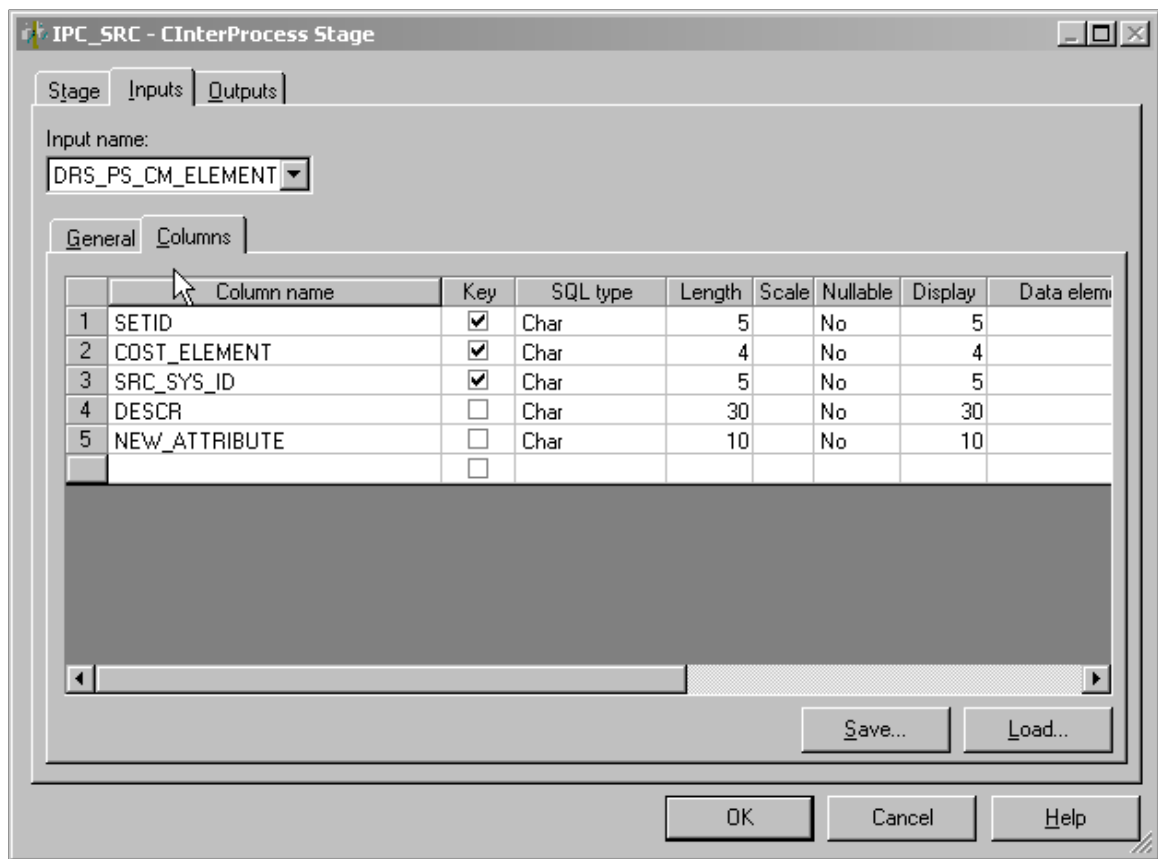 IPC_SRC - CInterProcess Stage
Stage Inputs Outputs
Input name:
DRS_PS_CM_ELEMENT
General Columns
Column name Key SQL type Length Scale Nullable Display Data elem
1 SETID Char 5 No 5
2 COST_ELEMENT Char 4 No 4
3 SRC_SYS_ID Char 5 No 5
4 DESCR Char 30 No 30
5 NEW_ATTRIBUTE Char 10 No 10
Save... Load...
OK Cancel Help